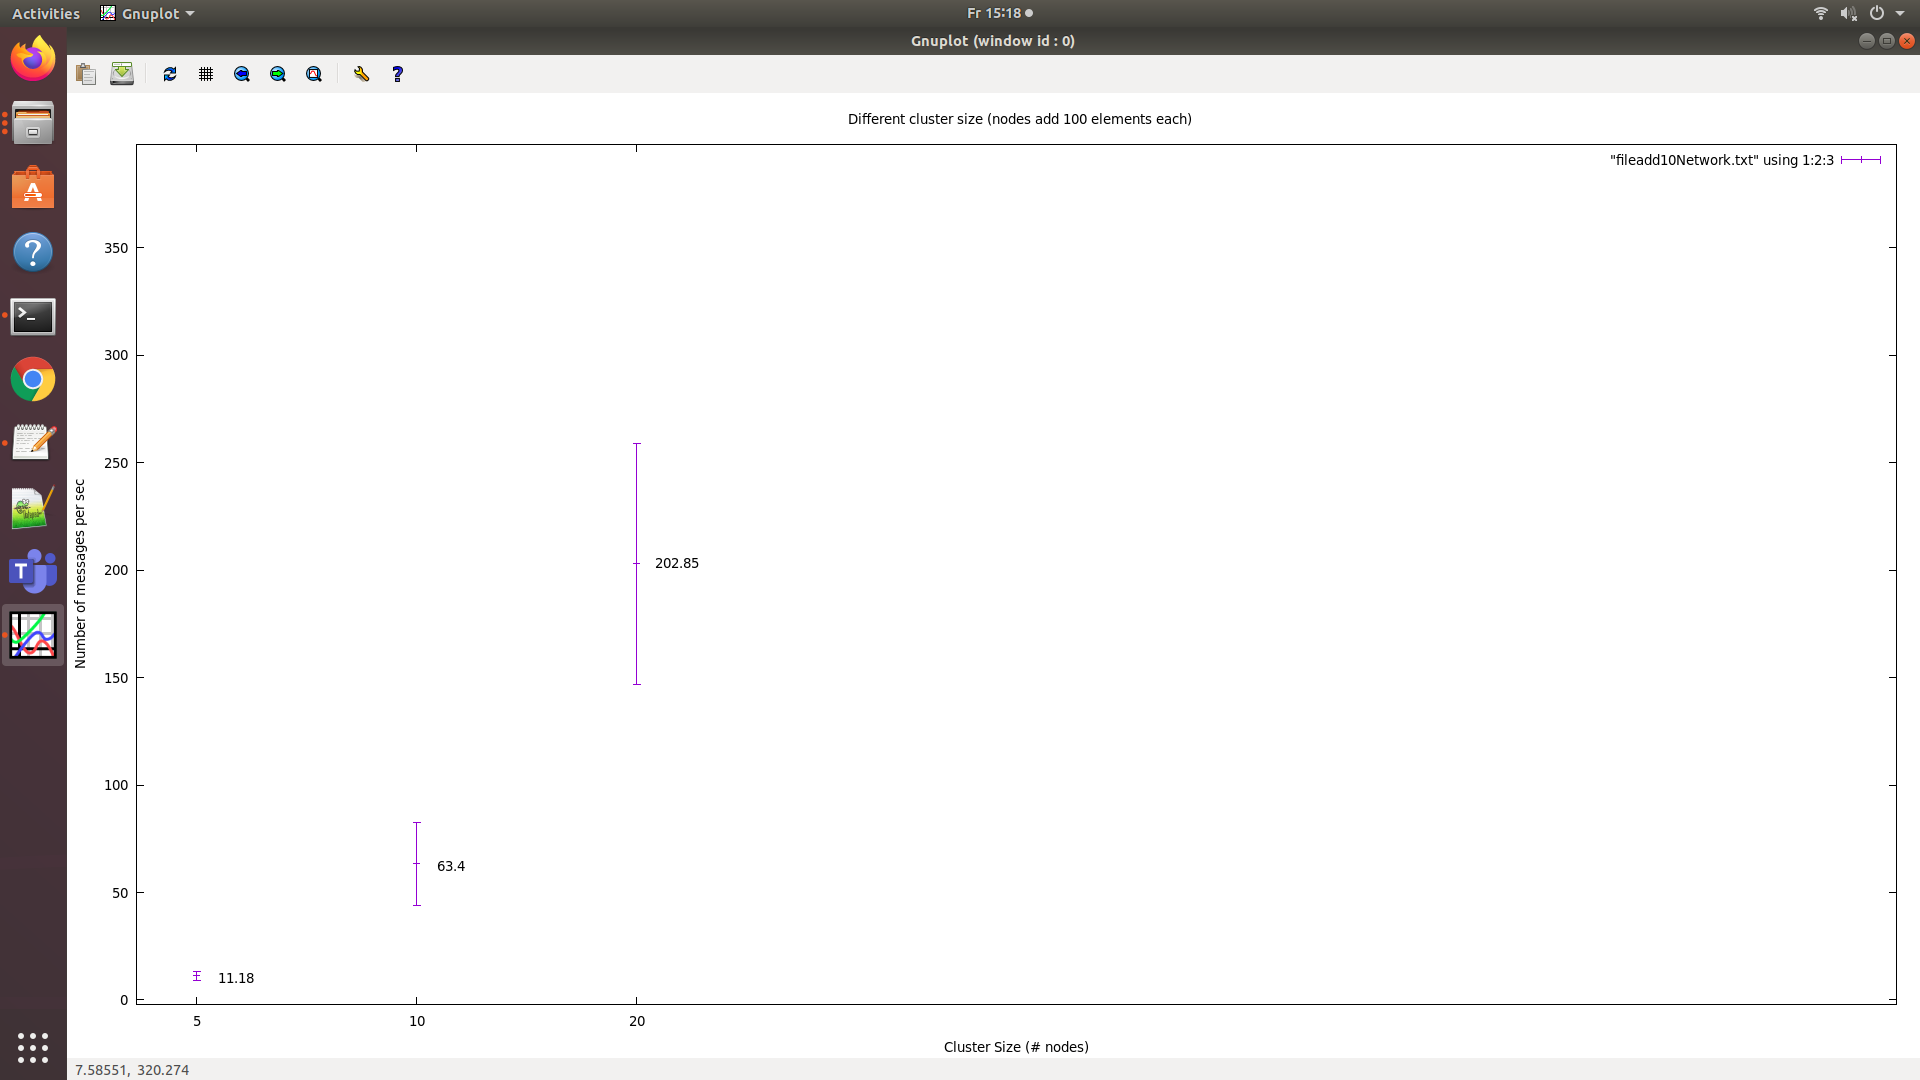 Activities
Gnuplot
Fr 15:18
Gnuplot (window id : 0)
Different cluster size (nodes add 100 elements each)
"fileadd10Network.txt" using 1:2:3
350
300
250
200
150
100
50
0
Number of messages per sec
202.85
63.4
11.18
5
10
20
Cluster Size (# nodes)
7.58551, 320.274